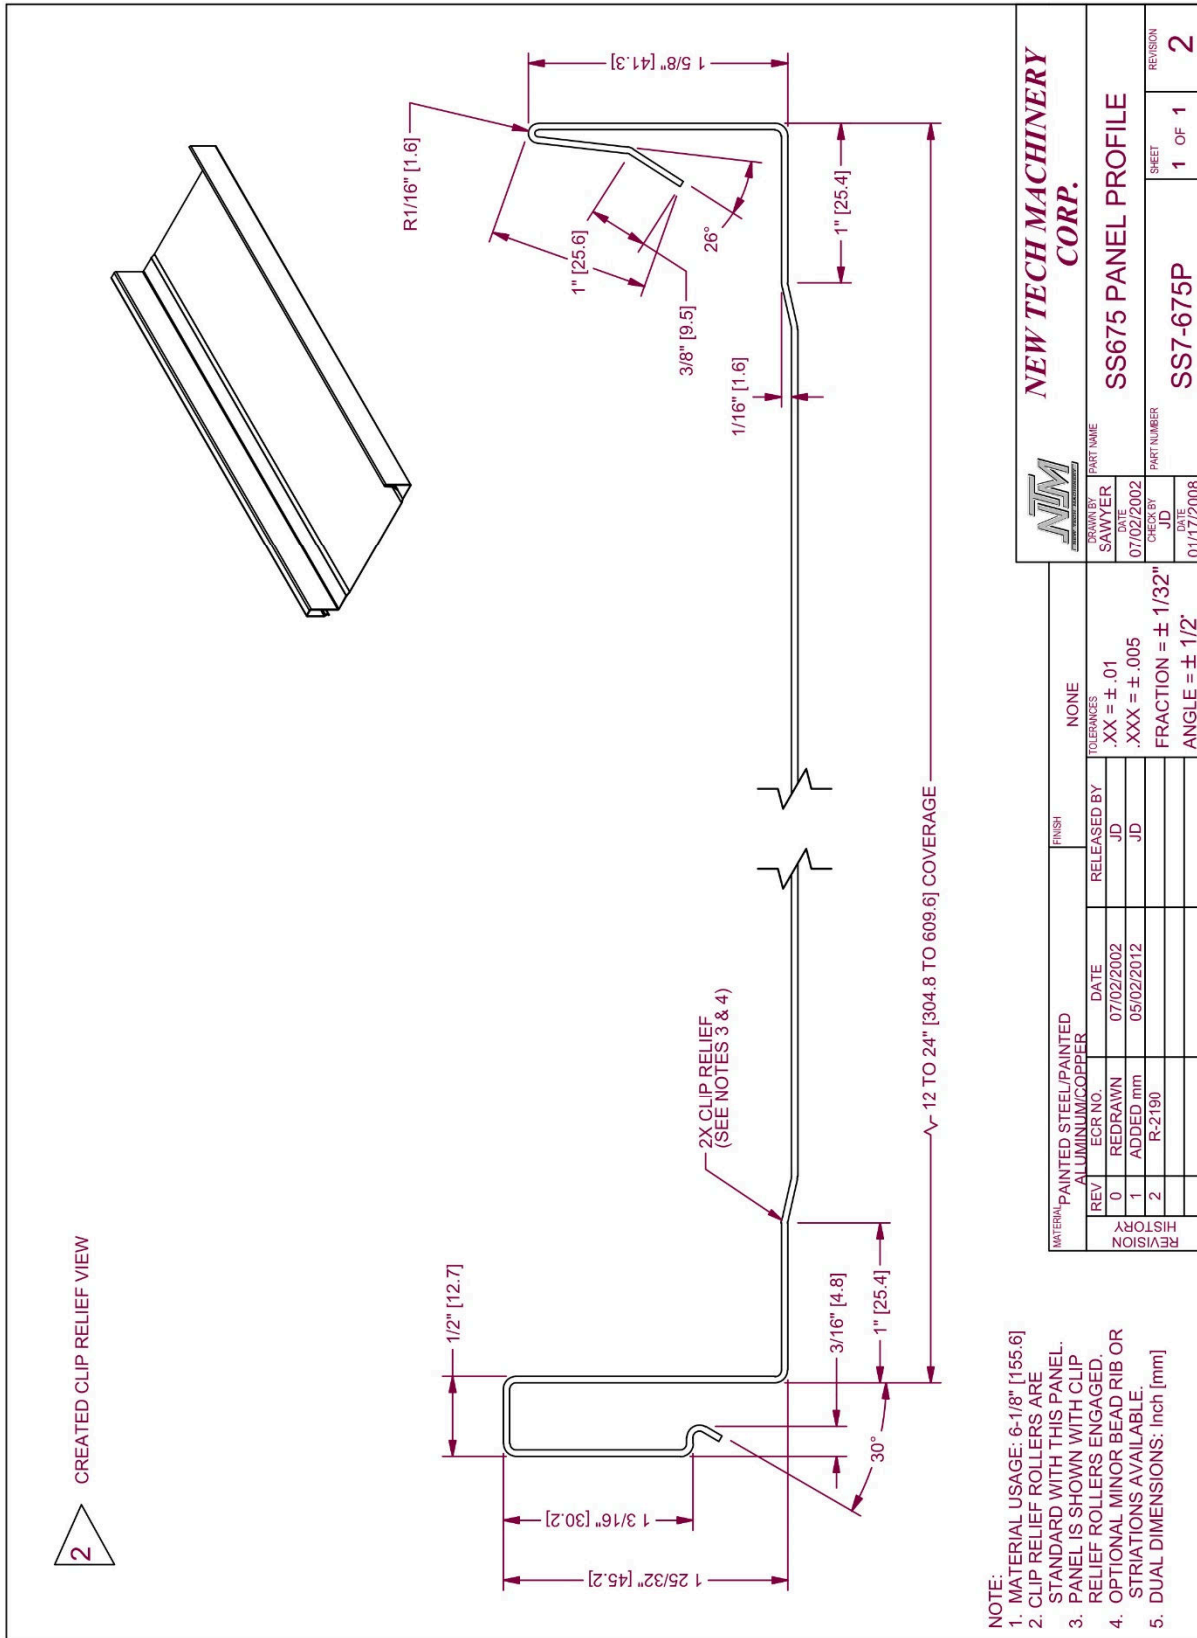 2
CREATED CLIP RELIEF VIEW
1/2" [12.7]
1 3/16" [30.2]
1 25/32" [45.2]
3/16" [4.8]
1" [25.4]
30°
2X CLIP RELIEF
(SEE NOTES 3 & 4)
12 TO 24" [304.8 TO 609.6] COVERAGE
R1/16" [1.6]
1 5/8" [41.3]
1" [25.6]
3/8" [9.5]
26°
1/16" [1.6]
1" [25.4]
NOTE:
1. MATERIAL USAGE: 6-1/8" [155.6]
2. CLIP RELIEF ROLLERS ARE
STANDARD WITH THIS PANEL.
3. PANEL IS SHOWN WITH CLIP
RELIEF ROLLERS ENGAGED.
4. OPTIONAL MINOR BEAD RIB OR
STRIATIONS AVAILABLE.
5. DUAL DIMENSIONS: Inch [mm]
MATERIAL
PAINTED STEEL/PAINTED
ALUMINUM/COPPER
FINISH
NONE
REVISION
HISTORY
REV ECR NO. DATE RELEASED BY
0 REDRAWN 07/02/2002 JD
1 ADDED mm 05/02/2012 JD
2 R-2190
TOLERANCES
.XX = ± .01
.XXX = ± .005
FRACTION = ± 1/32"
ANGLE = ± 1/2°
NTM
NEW TECH MACHINERY
NEW TECH MACHINERY
CORP.
DRAWN BY
SAWYER
DATE
07/02/2002
CHECK BY
JD
DATE
01/17/2008
PART NAME
SS675 PANEL PROFILE
PART NUMBER
SS7-675P
SHEET
1 OF 1
REVISION
2